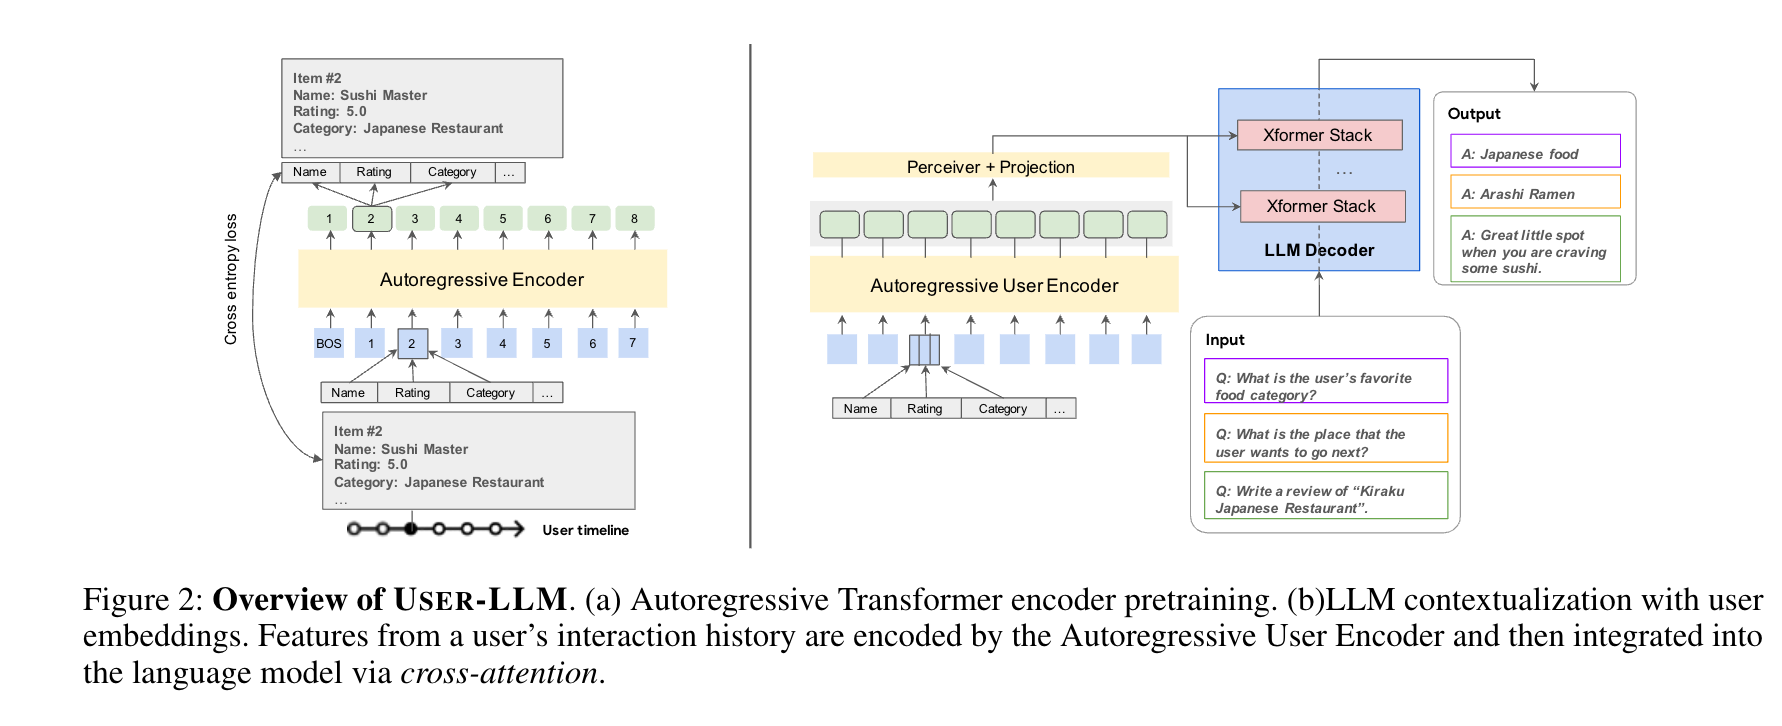 Item #2
Name: Sushi Master
Rating: 5.0
Category: Japanese Restaurant
...
Name Rating Category ...
1 2 3 4 5 6 7 8
Autoregressive Encoder
Cross entropy loss
BOS 1 2 3 4 5 6 7
Name Rating Category ...
Item #2
Name: Sushi Master
Rating: 5.0
Category: Japanese Restaurant
...
User timeline
Perceiver + Projection
Autoregressive User Encoder
Name Rating Category ...
Xformer Stack
...
Xformer Stack
LLM Decoder
Input
Q: What is the user's favorite
food category?
Q: What is the place that the
user wants to go next?
Q: Write a review of “Kiraku
Japanese Restaurant”.
Output
A: Japanese food
A: Arashi Ramen
A: Great little spot
when you are craving
some sushi.
Figure 2: Overview of USER-LLM. (a) Autoregressive Transformer encoder pretraining. (b)LLM contextualization with user
embeddings. Features from a user's interaction history are encoded by the Autoregressive User Encoder and then integrated into
the language model via cross-attention.